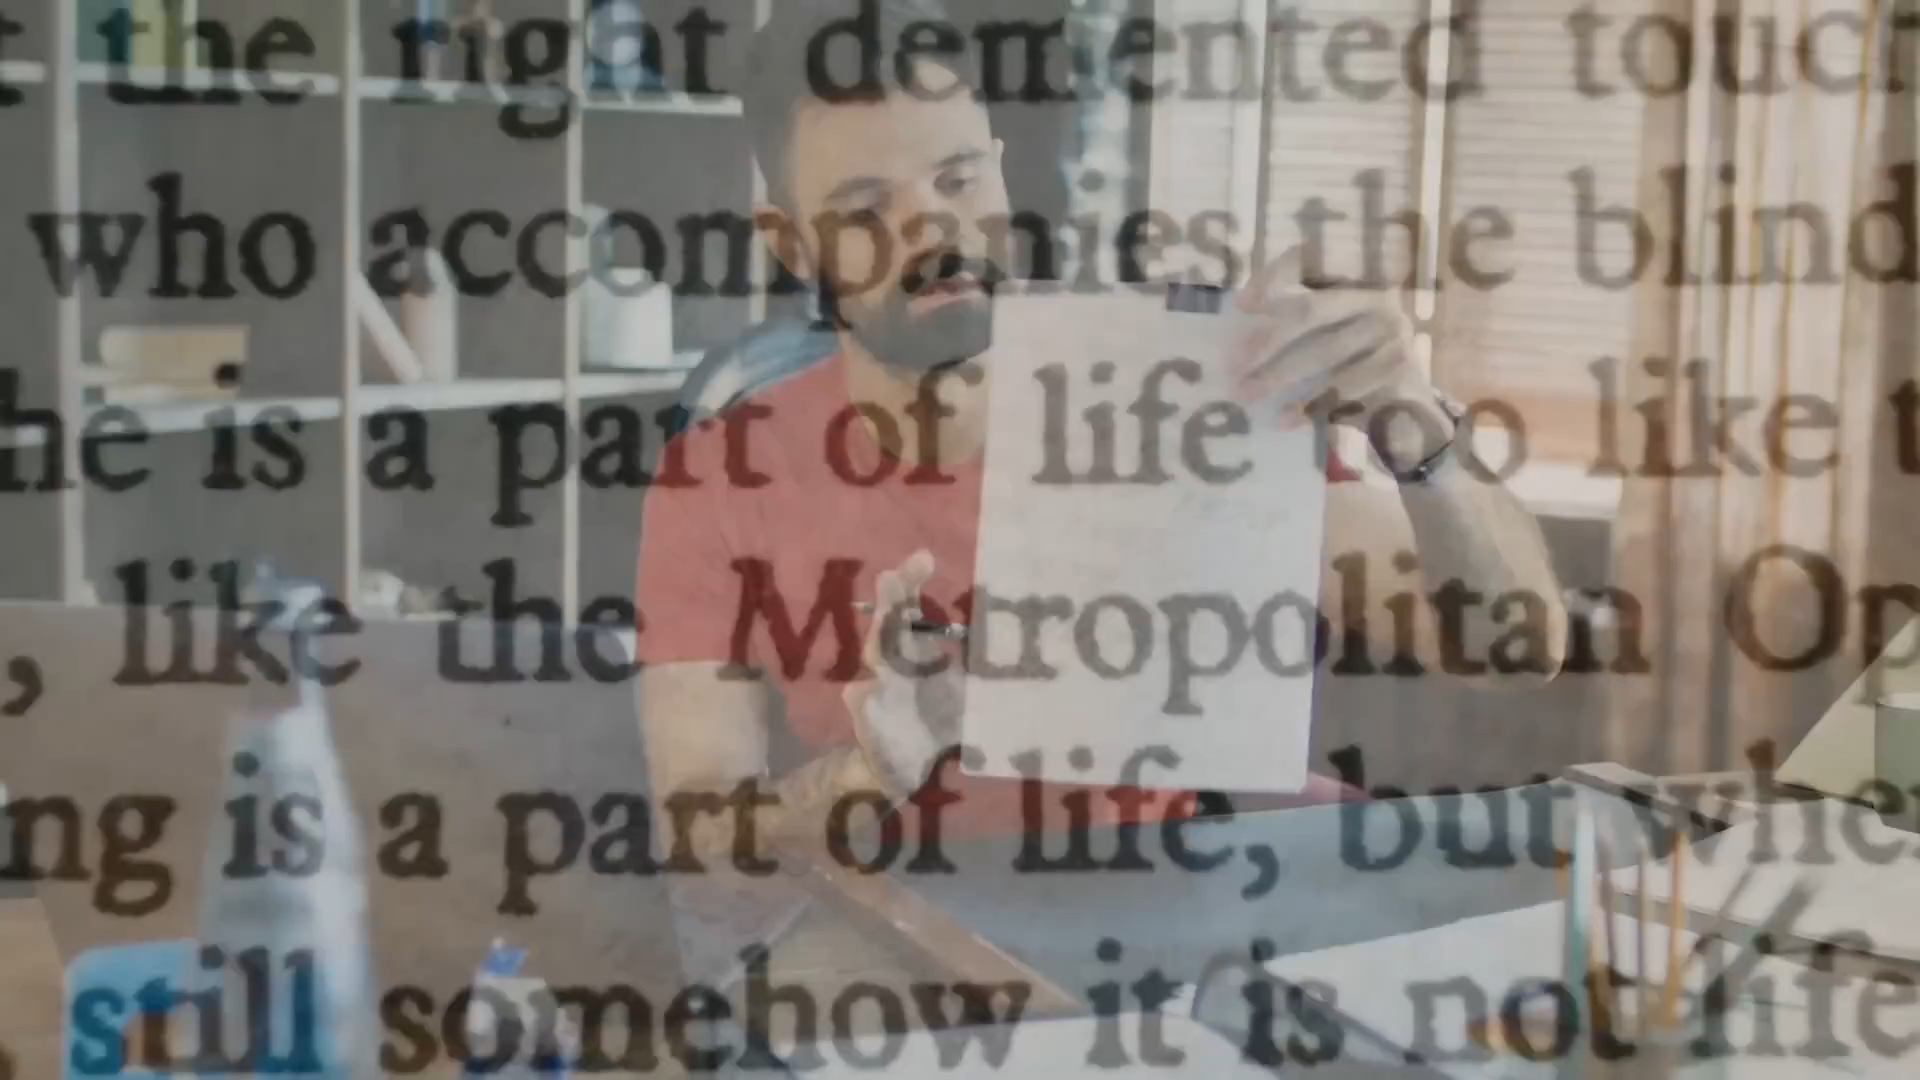 the right demented touch
who accompanies the blind
he is a part of life too like
, like the Metropolitan Op
ng is a part of life, but whe
still somehow it is not life